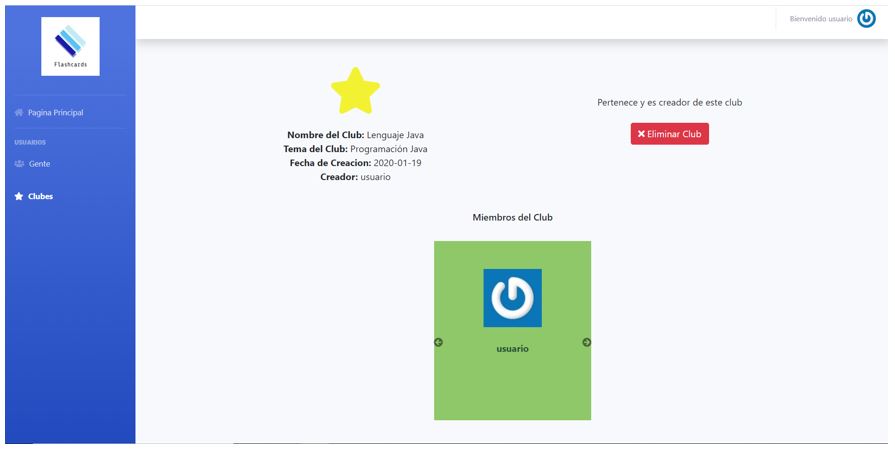 Flashcards
Bienvenido usuario
Pagina Principal
USUARIOS
Gente
Clubes
Nombre del Club: Lenguaje Java
Tema del Club: Programación Java
Fecha de Creacion: 2020-01-19
Creador: usuario
Pertenece y es creador de este club
Eliminar Club
Miembros del Club
usuario